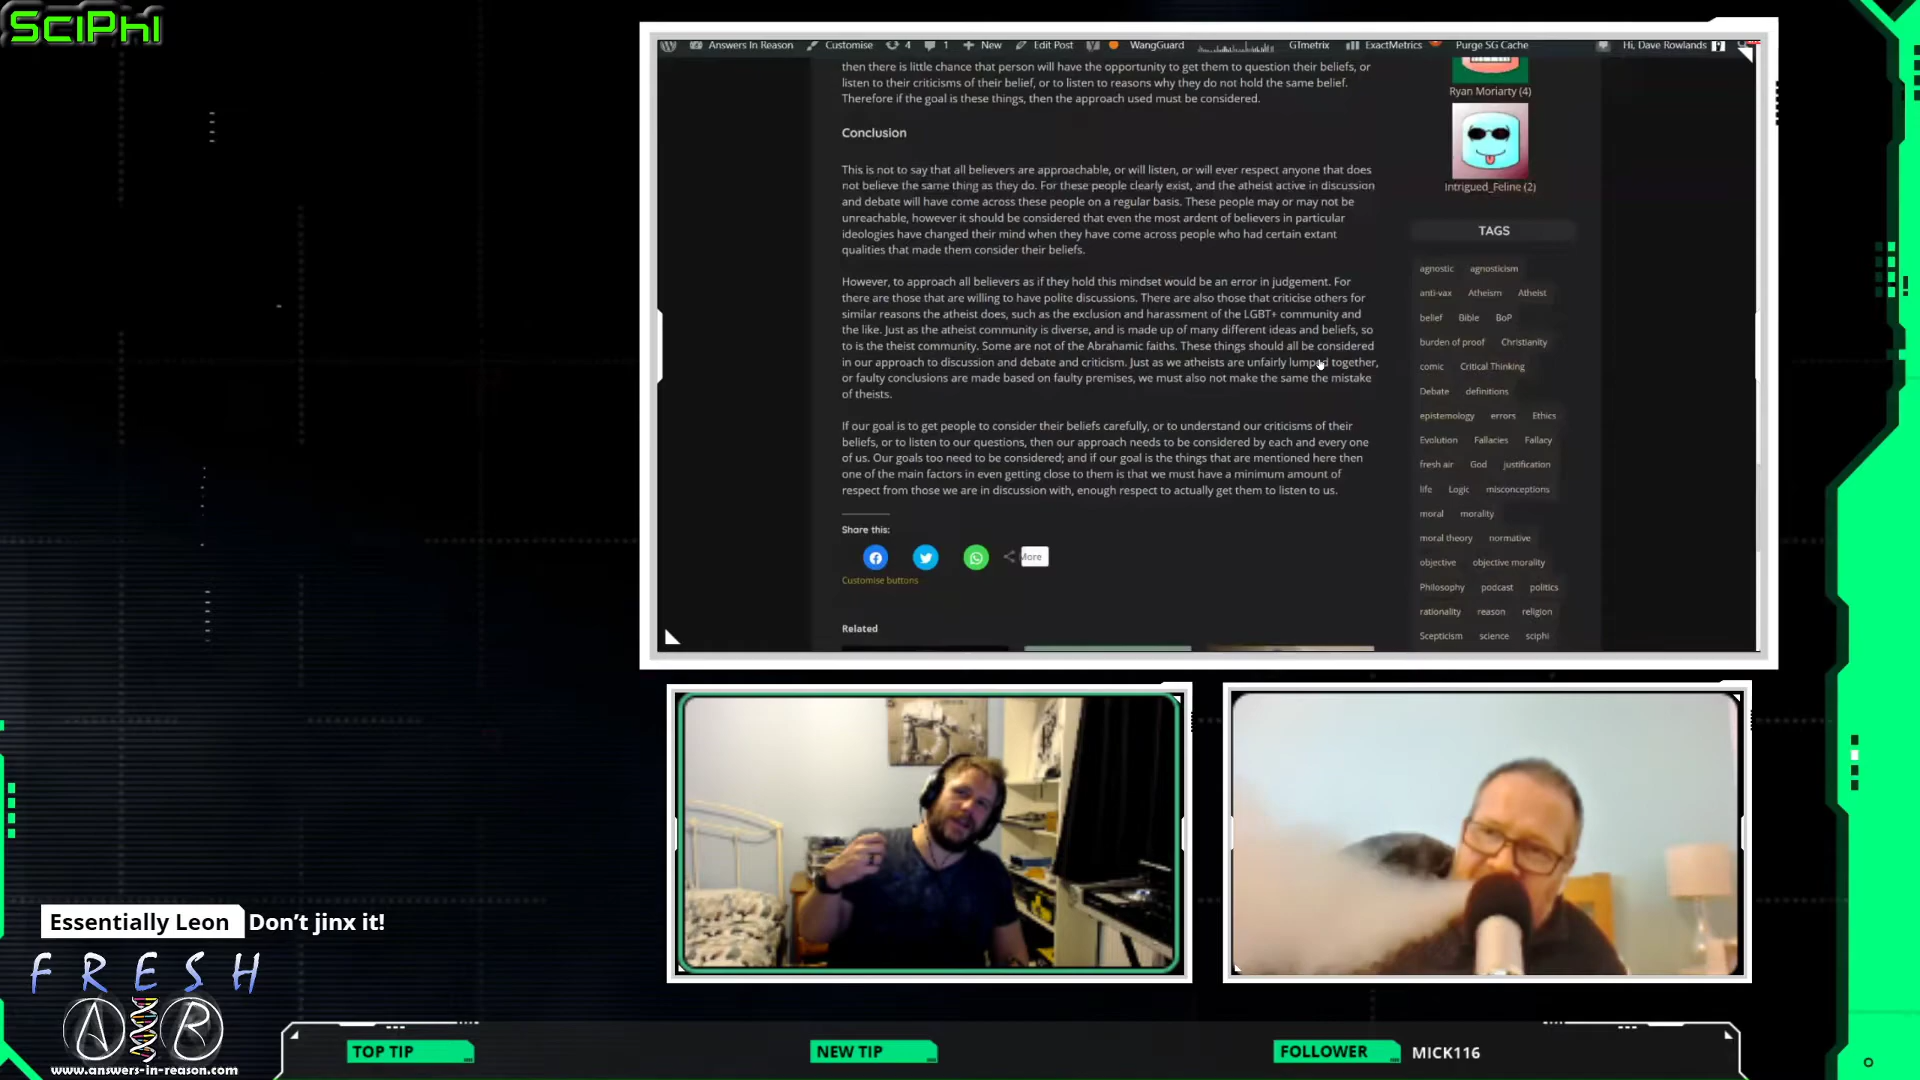 SciPhi
Answers In Reason Customise 4 1 New Edit Post WangGuard GTmetrix ExactMetrics Purge SG Cache Hi, Dave Rowlands
then there is little chance that person will have the opportunity to get them to question their beliefs, or
listen to their criticisms of their belief, or to listen to reasons why they do not hold the same belief.
Therefore if the goal is these things, then the approach used must be considered.
Conclusion
This is not to say that all believers are approachable, or will listen, or will ever respect anyone that does
not believe the same thing as they do. For these people clearly exist, and the atheist active in discussion
and debate will have come across these people on a regular basis. These people may or may not be
unreachable, however it should be considered that even the most ardent of believers in particular
ideologies have changed their mind when they have come across people who had certain extant
qualities that made them consider their beliefs.
However, to approach all believers as if they hold this mindset would be an error in judgement. For
there are those that are willing to have polite discussions. There are also those that criticise others for
similar reasons the atheist does, such as the exclusion and harassment of the LGBT+ community and
the like. Just as the atheist community is diverse, and is made up of many different ideas and beliefs, so
to is the theist community. Some are not of the Abrahamic faiths. These things should all be considered
in our approach to discussion and debate and criticism. Just as we atheists are unfairly lumped together,
or faulty conclusions are made based on faulty premises, we must also not make the same the mistake
of theists.
If our goal is to get people to consider their beliefs carefully, or to understand our criticisms of their
beliefs, or to listen to our questions, then our approach needs to be considered by each and every one
of us. Our goals too need to be considered; and if our goal is the things that are mentioned here then
one of the main factors in even getting close to them is that we must have a minimum amount of
respect from those we are in discussion with, enough respect to actually get them to listen to us.
Share this:
More
Customise buttons
Related
Ryan Moriarty (4)
Intrigued_Feline (2)
TAGS
agnostic agnosticism
anti-vax Atheism Atheist
belief Bible BoP
burden of proof Christianity
comic Critical Thinking
Debate definitions
epistemology errors Ethics
Evolution Fallacies Fallacy
fresh air God justification
life Logic misconceptions
moral morality
moral theory normative
objective objective morality
Philosophy podcast politics
rationality reason religion
Scepticism science sciphi
Essentially Leon Don't jinx it!
FRESH
A R
www.answers-in-reason.com
TOP TIP
NEW TIP
FOLLOWER MICK116